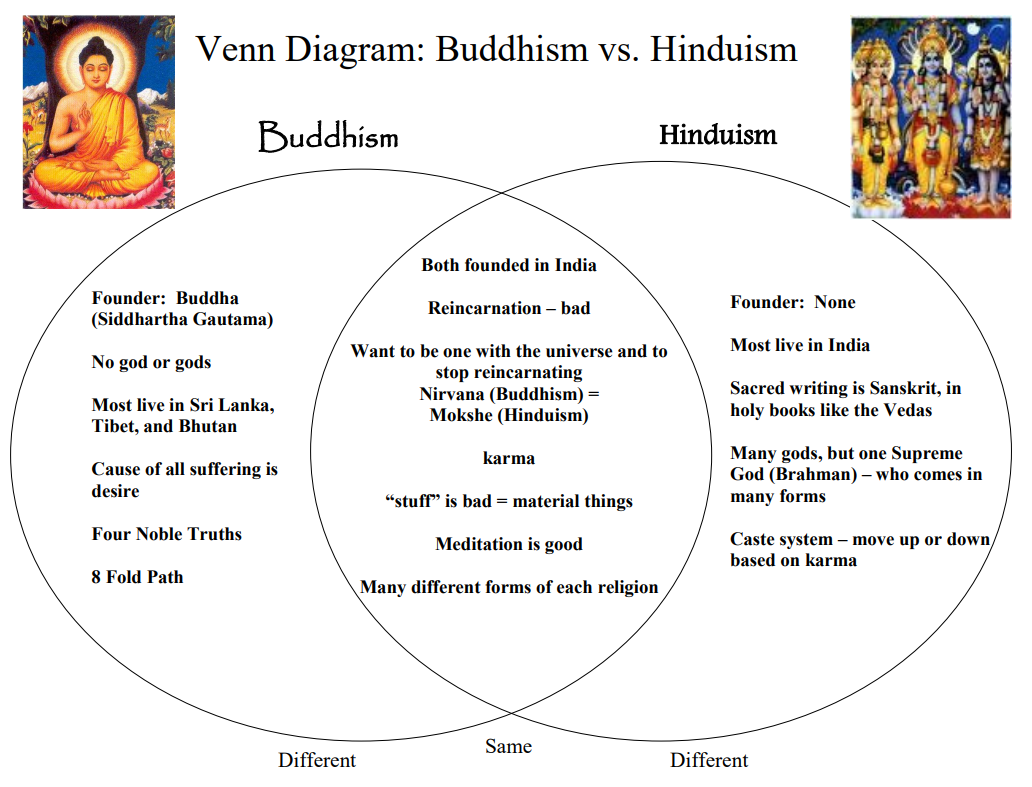 Venn Diagram: Buddhism vs. Hinduism
Buddhism
Hinduism
Founder:  Buddha
(Siddhartha Gautama)
No god or gods
Most live in Sri Lanka,
Tibet, and Bhutan
Cause of all suffering is
desire
Four Noble Truths
8 Fold Path
Both founded in India
Reincarnation – bad
Want to be one with the universe and to
stop reincarnating
Nirvana (Buddhism) =
Mokshe (Hinduism)
karma
“stuff” is bad = material things
Meditation is good
Many different forms of each religion
Founder:  None
Most live in India
Sacred writing is Sanskrit, in
holy books like the Vedas
Many gods, but one Supreme
God (Brahman) – who comes in
many forms
Caste system – move up or down
based on karma
Different
Same
Different